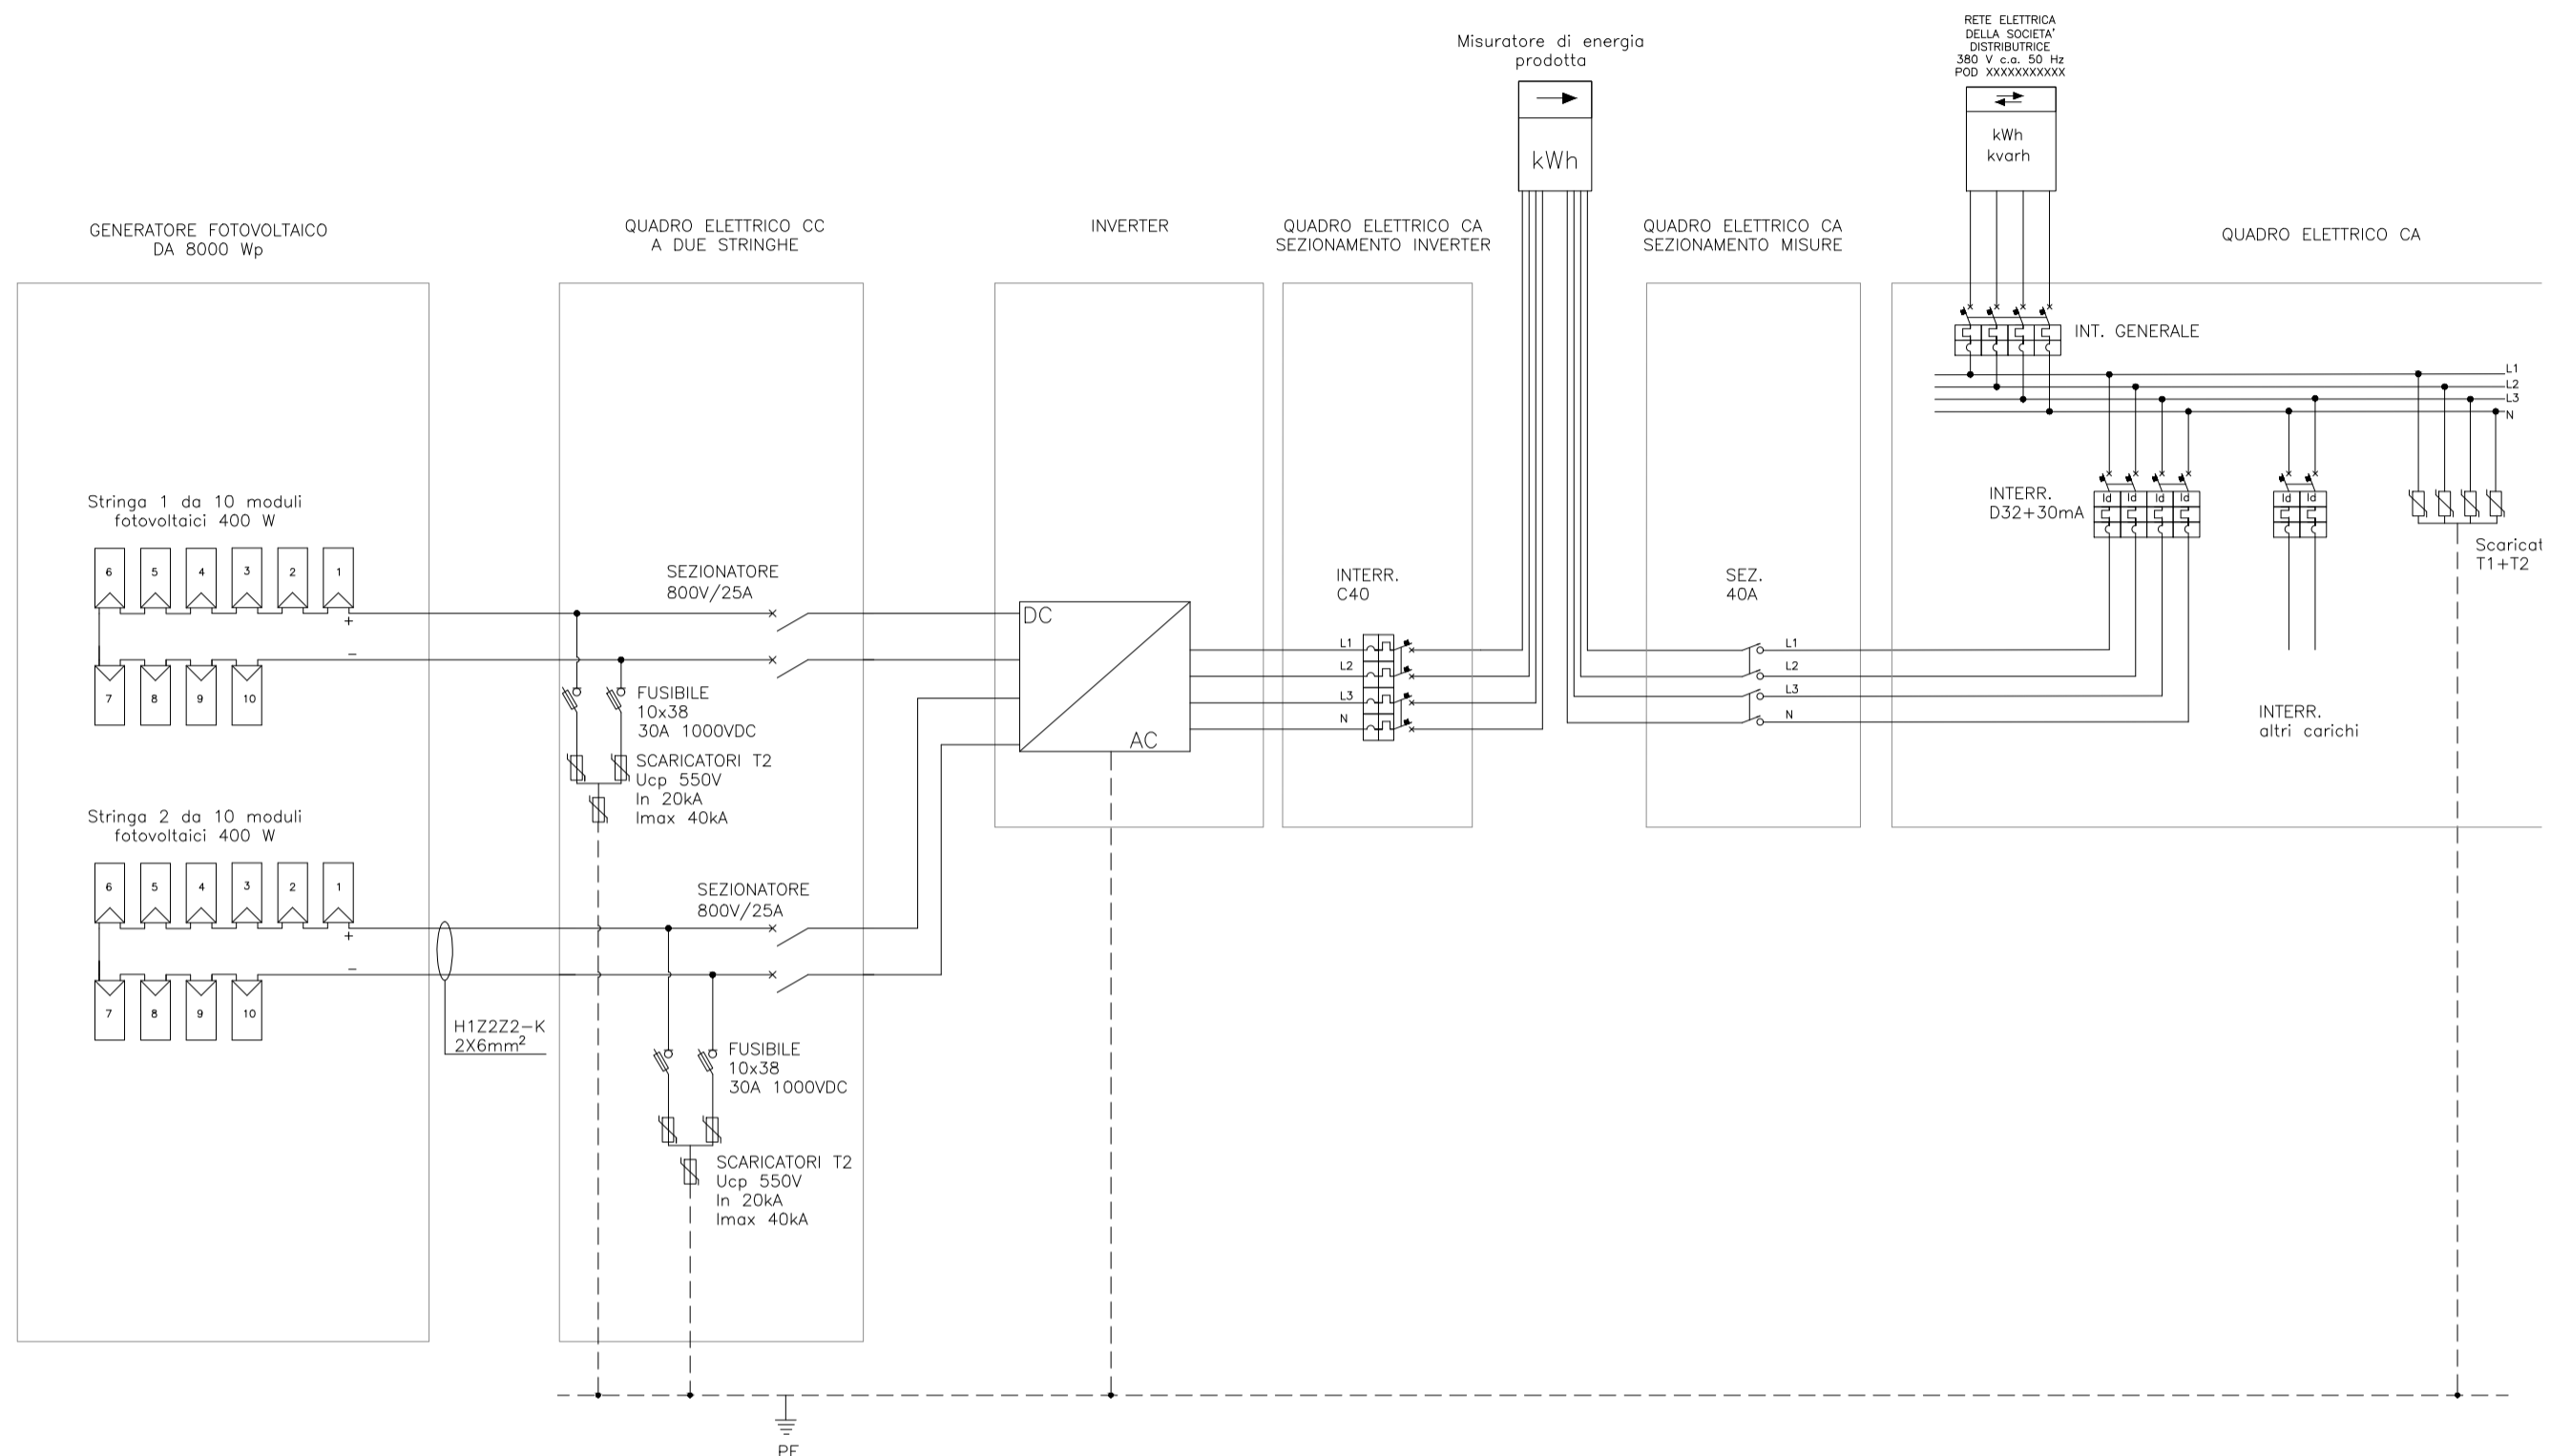 RETE ELETTRICA
DELLA SOCIETA'
DISTRIBUTRICE
380 V c.a. 50 Hz
POD XXXXXXXXXXX
Misuratore di energia
prodotta
kWh
kWh
kvarh
GENERATORE FOTOVOLTAICO
DA 8000 Wp
QUADRO ELETTRICO CC
A DUE STRINGHE
INVERTER
QUADRO ELETTRICO CA
SEZIONAMENTO INVERTER
QUADRO ELETTRICO CA
SEZIONAMENTO MISURE
QUADRO ELETTRICO CA
INT. GENERALE
L1
L2
L3
N
Stringa 1 da 10 moduli
fotovoltaici 400 W
6 5 4 3 2 1
+
−
7 8 9 10
SEZIONATORE
800V/25A
FUSIBILE
10x38
30A 1000VDC
SCARICATORI T2
Ucp 550V
In 20kA
Imax 40kA
DC
AC
INTERR.
C40
L1
L2
L3
N
SEZ.
40A
L1
L2
L3
N
INTERR.
D32+30mA
Id Id Id Id
Id Id
INTERR.
altri carichi
Scaricat
T1+T2
Stringa 2 da 10 moduli
fotovoltaici 400 W
6 5 4 3 2 1
+
−
7 8 9 10
H1Z2Z2-K
2X6mm²
SEZIONATORE
800V/25A
FUSIBILE
10x38
30A 1000VDC
SCARICATORI T2
Ucp 550V
In 20kA
Imax 40kA
PE